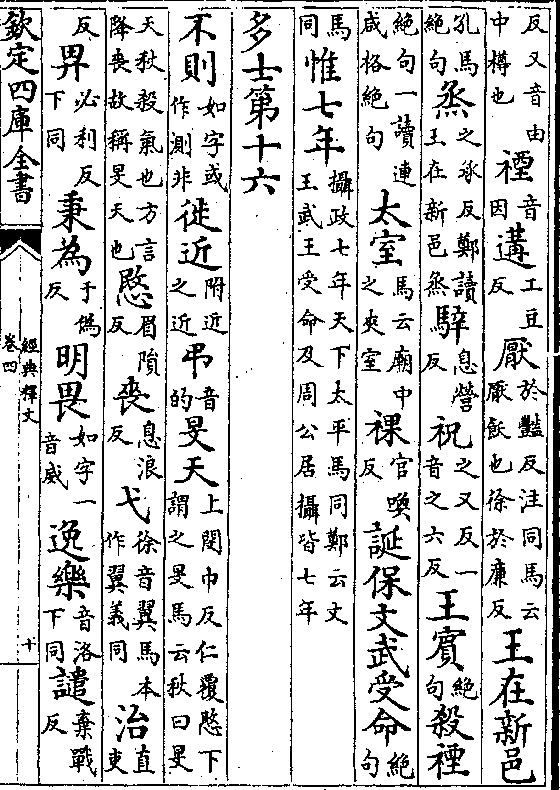 反又音由中樽也禋音因遘工豆反厭於豔反注同馬云厭飫也徐於廉反王在新邑
孔馬絶句烝之承反鄭讀王在新邑烝騂息營反祝之又反一音之六反王賓絶句殺禋
絶句一讀連咸格絶句太室馬云廟中之夾室祼官喚反誕保文武受命絶句
馬同惟七年攝政七年天下太平馬同鄭云文王武王受命及周公居攝皆七年
多士第十六
不則如字或作測非徙近附近之近弔音的旻天上閔巾反仁覆愍下謂之旻馬云秋曰旻
天秋殺氣也方言降喪故稱旻天也愍眉隕反喪息浪反弋徐音翼馬本作翼義同治直吏
反畀必利反下同秉為于偽反明畏如字一音威逸樂音洛下同譴棄戰反
欽定四庫全書
經典釋文
卷四
十